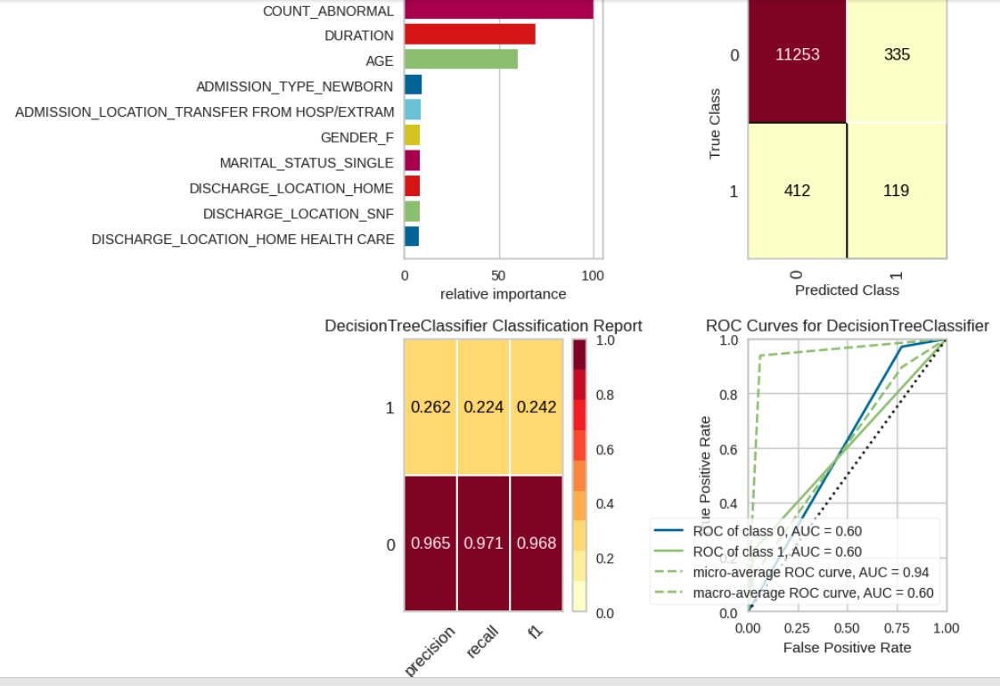 COUNT_ABNORMAL
DURATION
AGE
ADMISSION_TYPE_NEWBORN
ADMISSION_LOCATION_TRANSFER FROM HOSP/EXTRAM
GENDER_F
MARITAL_STATUS_SINGLE
DISCHARGE_LOCATION_HOME
DISCHARGE_LOCATION_SNF
DISCHARGE_LOCATION_HOME HEALTH CARE
0 50 100
relative importance
True Class
0 11253 335
1 412 119
0 1
Predicted Class
DecisionTreeClassifier Classification Report
1 0.262 0.224 0.242
0 0.965 0.971 0.968
precision recall f1
1.0
0.8
0.6
0.4
0.2
0.0
ROC Curves for DecisionTreeClassifier
1.0
0.8
0.6
0.4
0.2
0.0
ue Positive Rate
ROC of class 0, AUC = 0.60
ROC of class 1, AUC = 0.60
micro-average ROC curve, AUC = 0.94
macro-average ROC curve, AUC = 0.60
0.00 0.25 0.50 0.75 1.00
False Positive Rate